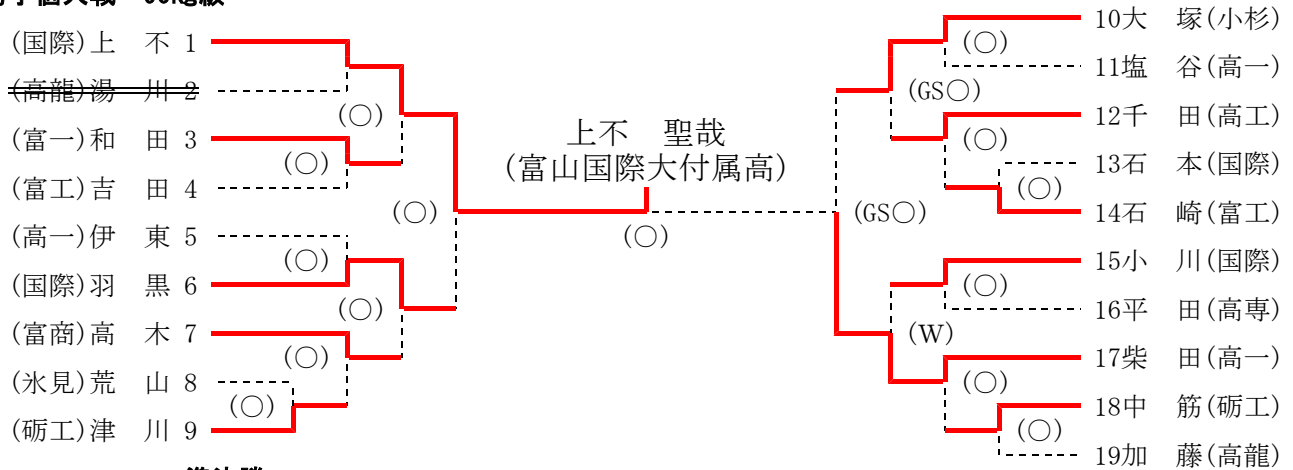 (国際)上　不 1
(高龍)湯　川 2
(富一)和　田 3
(富工)吉　田 4
(高一)伊　東 5
(国際)羽　黒 6
(富商)高　木 7
(氷見)荒　山 8
(砺工)津　川 9
(○)
(○)
(○)
(○)
(○)
(○)
(○)
(○)
上不　聖哉
(富山国際大付属高)
(○)
10大　塚(小杉)
11塩　谷(高一)
12千　田(高工)
13石　本(国際)
14石　崎(富工)
15小　川(国際)
16平　田(高専)
17柴　田(高一)
18中　筋(砺工)
19加　藤(高龍)
(○)
(GS○)
(○)
(○)
(GS○)
(○)
(W)
(○)
(○)